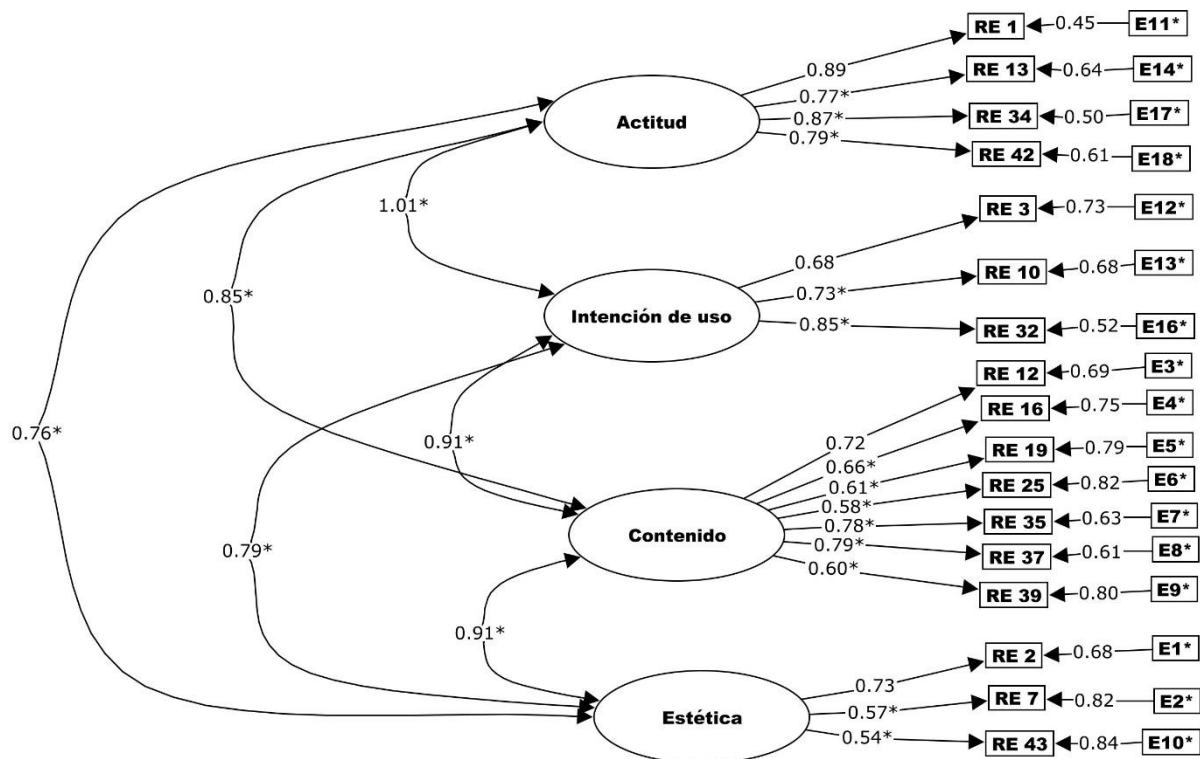 RE 1
0.45
E11*
0.89
RE 13
0.64
E14*
0.77*
Actitud
0.87*
RE 34
0.50
E17*
0.79*
RE 42
0.61
E18*
1.01*
RE 3
0.73
E12*
0.68
RE 10
0.68
E13*
0.73*
0.85*
Intención de uso
0.85*
RE 32
0.52
E16*
RE 12
0.69
E3*
RE 16
0.75
E4*
0.76*
0.91*
0.72
0.66*
RE 19
0.79
E5*
0.61*
RE 25
0.82
E6*
0.58*
0.79*
Contenido
0.78*
RE 35
0.63
E7*
0.79*
RE 37
0.61
E8*
0.60*
RE 39
0.80
E9*
0.91*
RE 2
0.68
E1*
0.73
Estética
0.57*
RE 7
0.82
E2*
0.54*
RE 43
0.84
E10*